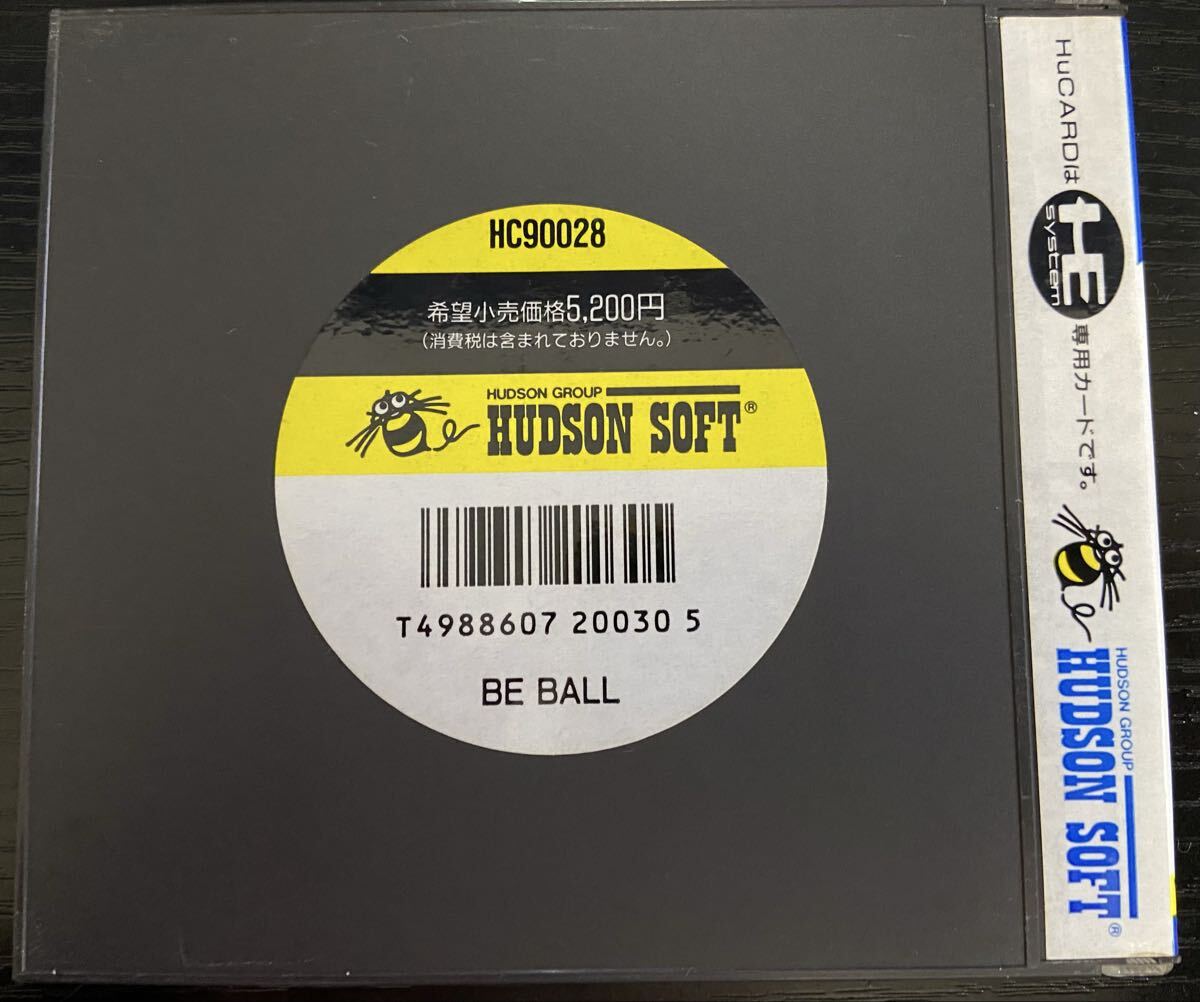 HC90028
希望小売価格5,200円
(消費税は含まれておりません。)
HUDSON GROUP
HUDSON SOFT®
T4988607 20030 5
BE BALL
HuCARDは HE system 専用カードです。
HUDSON GROUP
HUDSON SOFT®